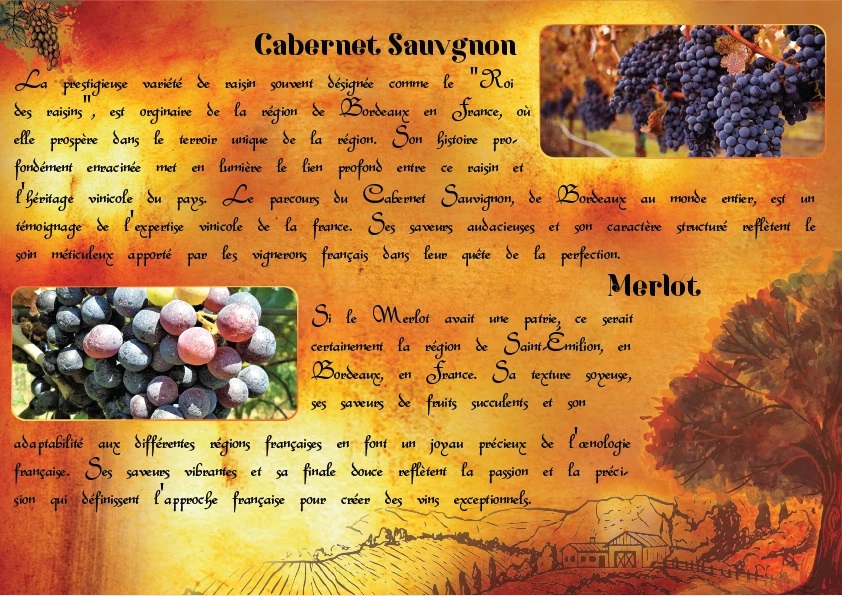 Cabernet Sauvgnon
La prestigieuse variété de raisin souvent désignée comme le "Roi
des raisins", est orginaire de la région de Bordeaux en France, où
elle prospère dans le terroir unique de la région. Son histoire pro-
fondément enracinée met en lumière le lien profond entre ce raisin et
l'héritage vinicole du pays. Le parcours du Cabernet Sauvignon, de Bordeaux au monde entier, est un
témoignage de l'expertise vinicole de la france. Ses saveurs audacieuses et son caractère structuré reflètent le
soin méticuleux apporté par les vignerons français dans leur quête de la perfection.
Merlot
Si le Merlot avait une patrie, ce serait
certainement la région de Saint-Émilion, en
Bordeaux, en France. Sa texture soyeuse,
ses saveurs de fruits succulents et son
adaptabilité aux différentes régions françaises en font un joyau précieux de l'œnologie
française. Ses saveurs vibrantes et sa finale douce reflètent la passion et la préci-
sion qui définissent l'approche française pour créer des vins exceptionnels.